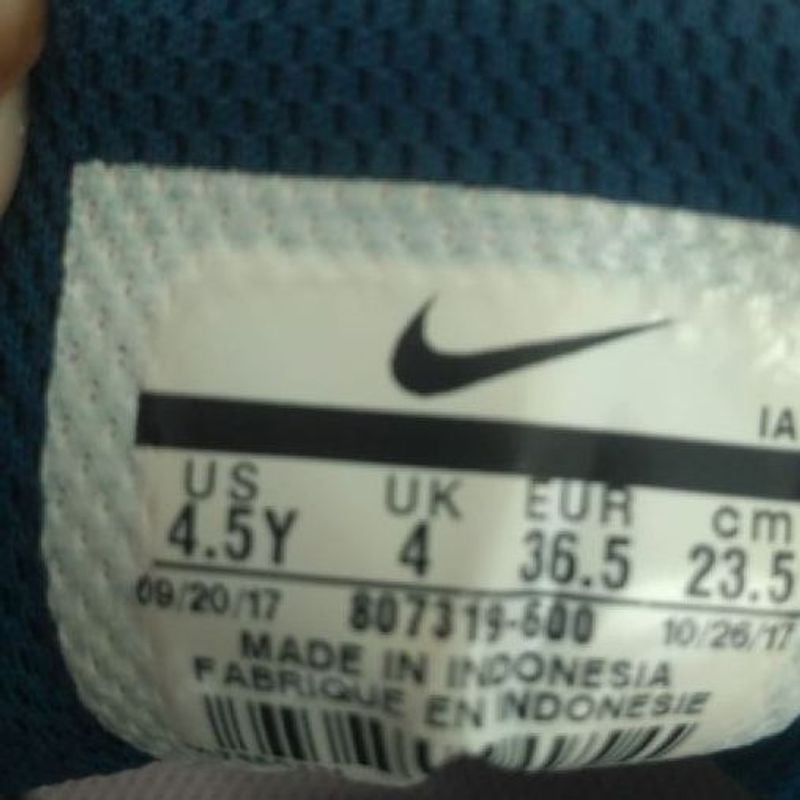 IA
US UK EUR cm
4.5Y 4 36.5 23.5
09/20/17 807319-600 10/26/17
MADE IN INDONESIA
FABRIQUE EN INDONESIE